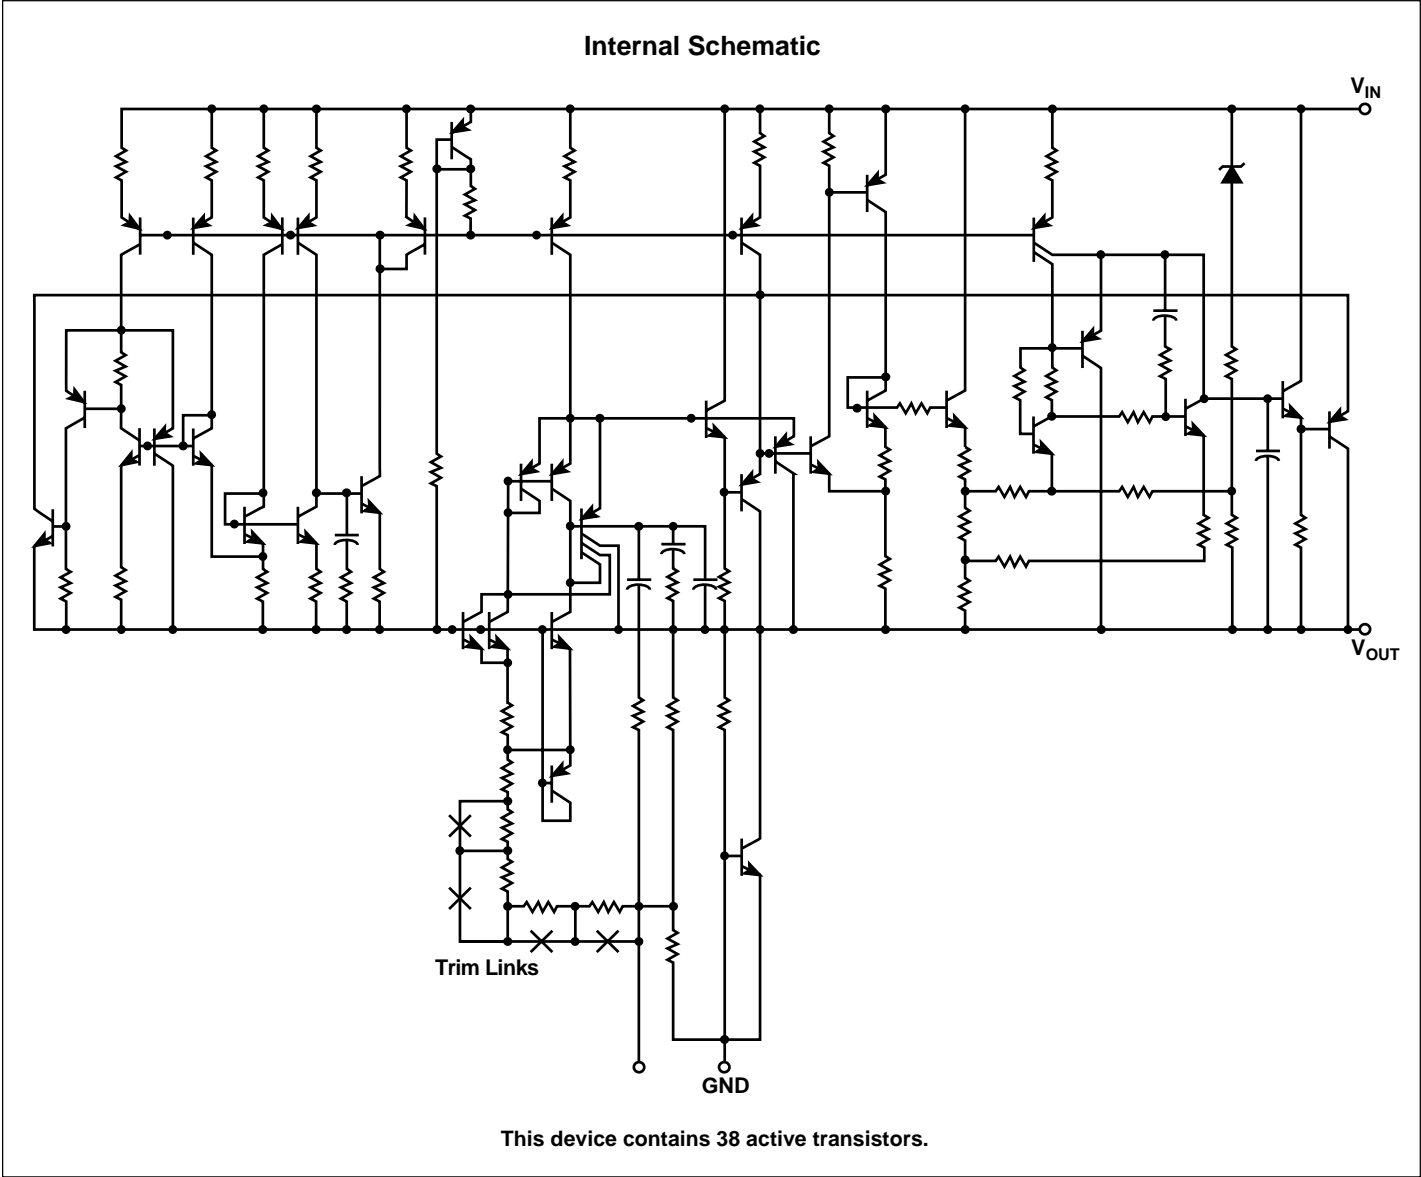 Internal Schematic
VIN
VOUT
Trim Links
GND
This device contains 38 active transistors.